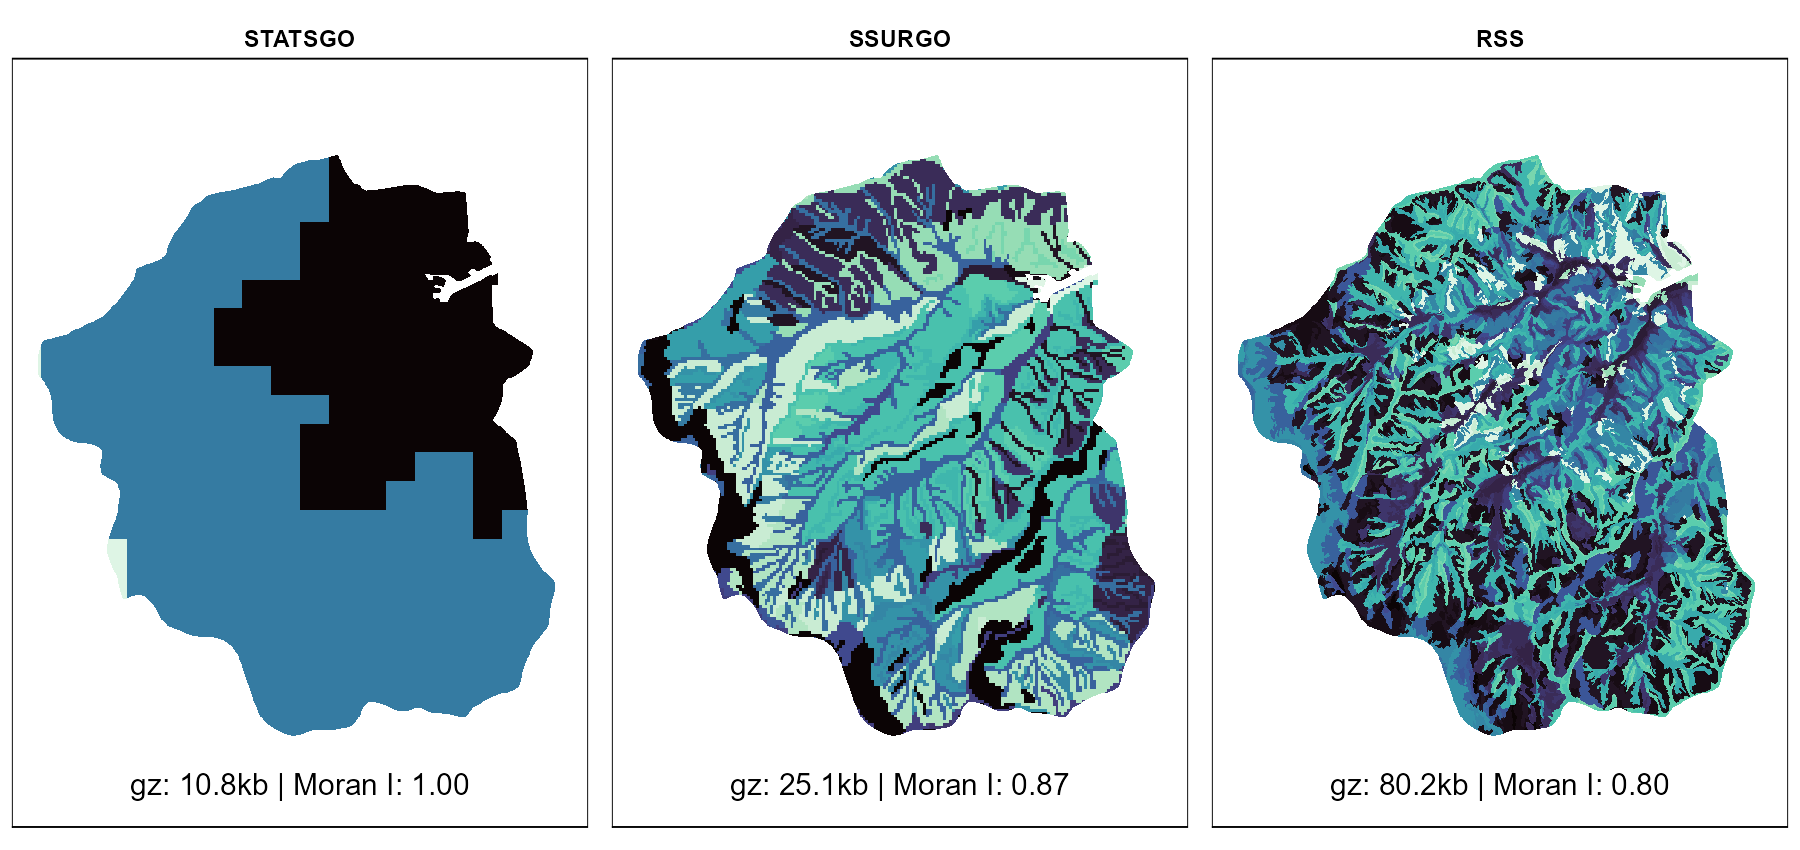 STATSGO
SSURGO
RSS
gz: 10.8kb | Moran I: 1.00
gz: 25.1kb | Moran I: 0.87
gz: 80.2kb | Moran I: 0.80